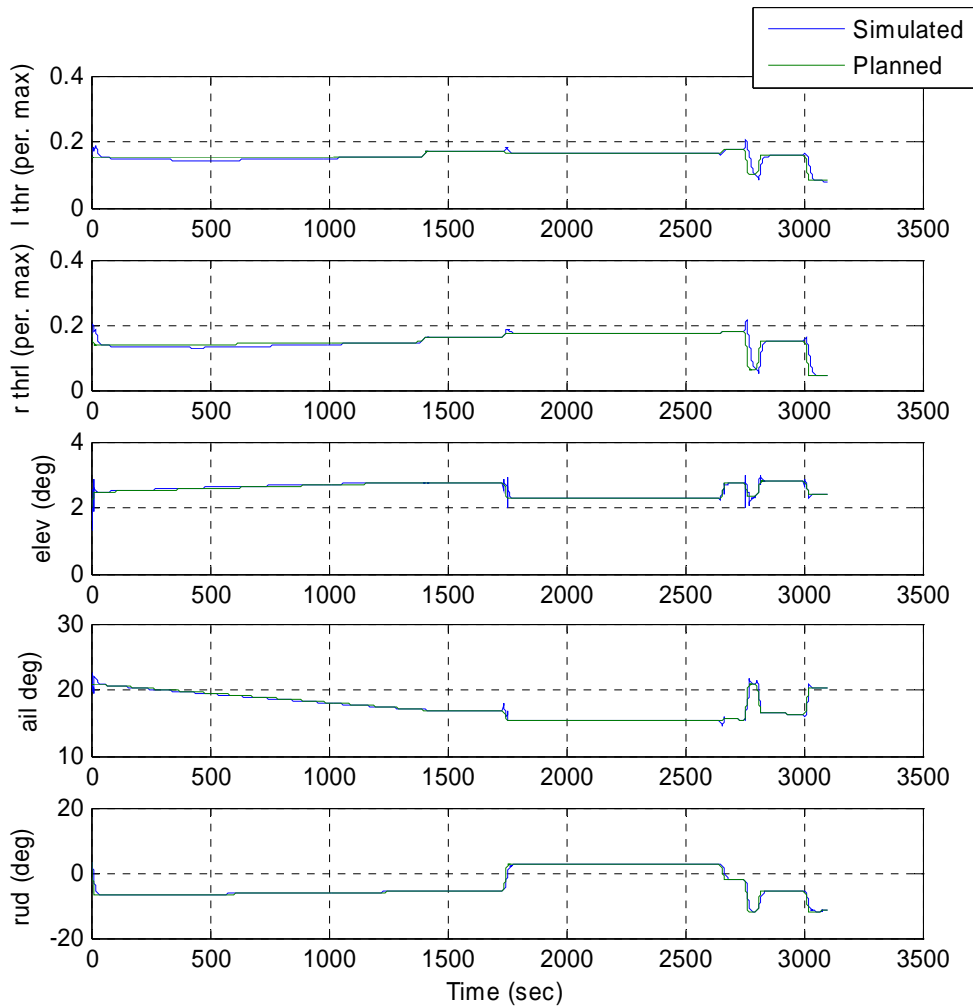 Simulated
Planned
l thr (per. max)
0.4
0.2
0
0 500 1000 1500 2000 2500 3000 3500
r thrl (per. max)
0.4
0.2
0
0 500 1000 1500 2000 2500 3000 3500
elev (deg)
4
2
0
0 500 1000 1500 2000 2500 3000 3500
ail deg)
30
20
10
0 500 1000 1500 2000 2500 3000 3500
rud (deg)
20
0
-20
0 500 1000 1500 2000 2500 3000 3500
Time (sec)